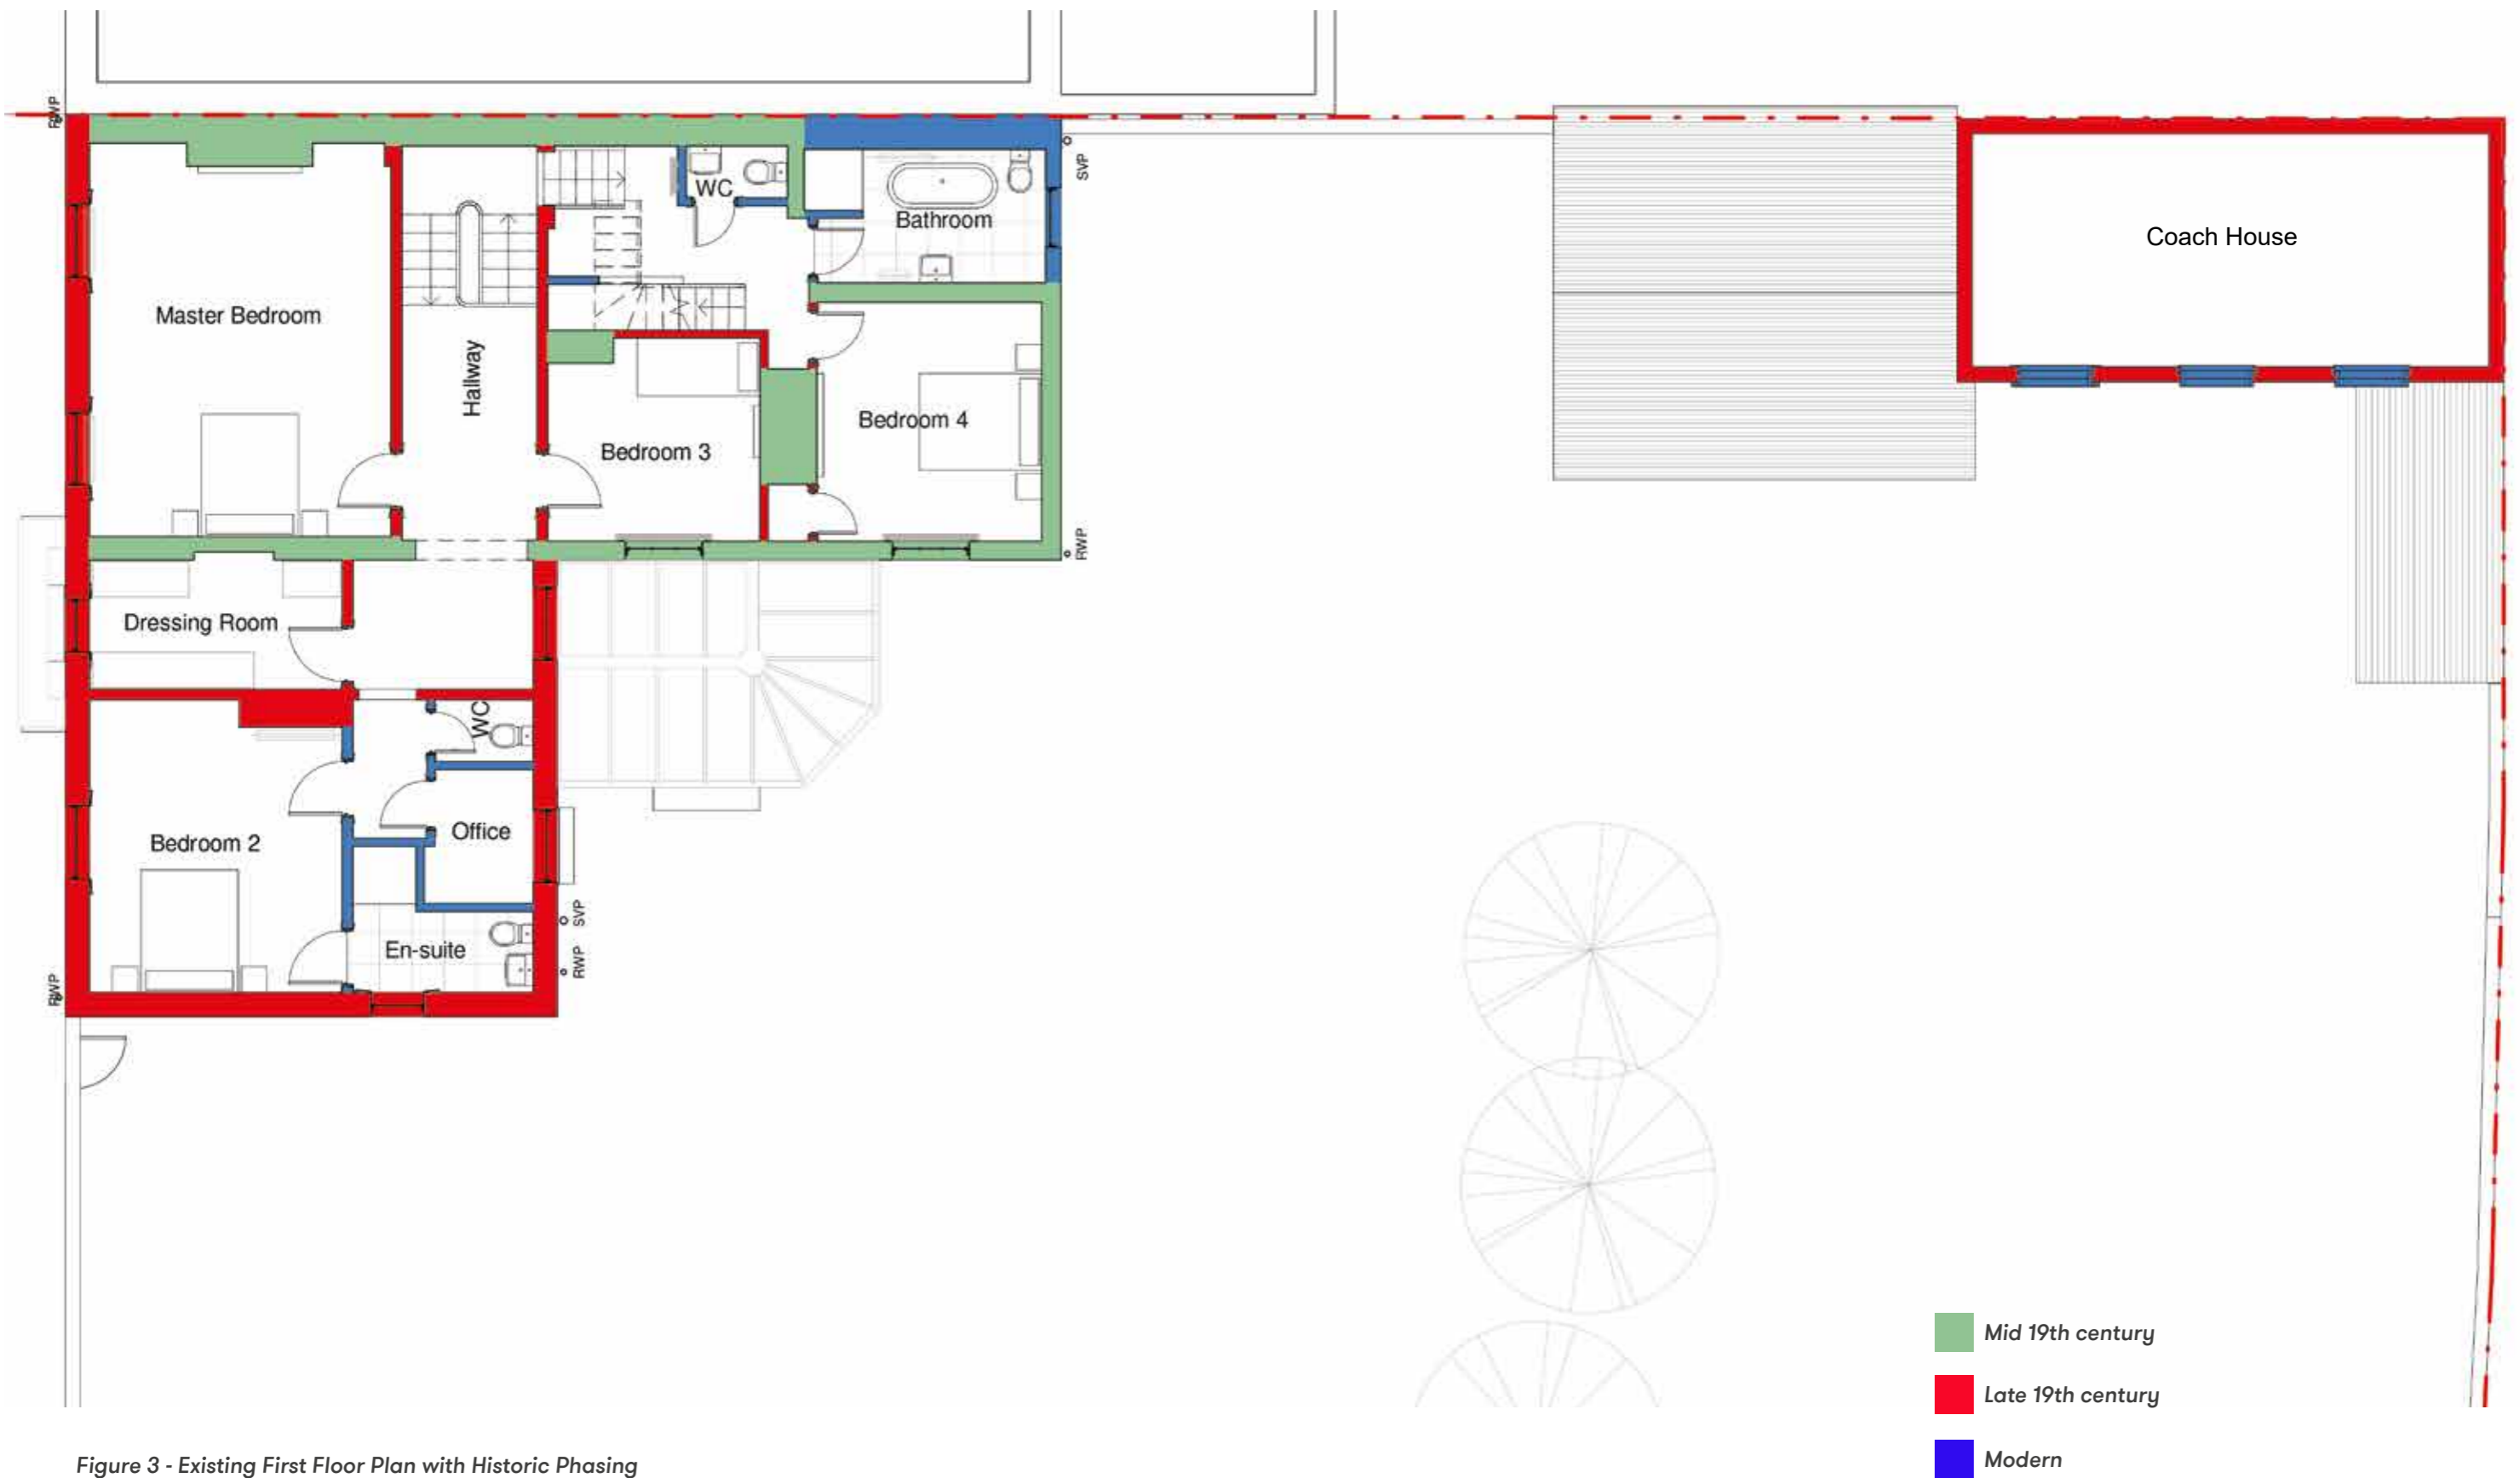 RWP
SVP
WC
Bathroom
Coach House
Master Bedroom
Hallway
Bedroom 3
Bedroom 4
RWP
Dressing Room
WC
Bedroom 2
Office
SVP
En-suite
RWP
RWP
Mid 19th century
Late 19th century
Modern
Figure 3 - Existing First Floor Plan with Historic Phasing